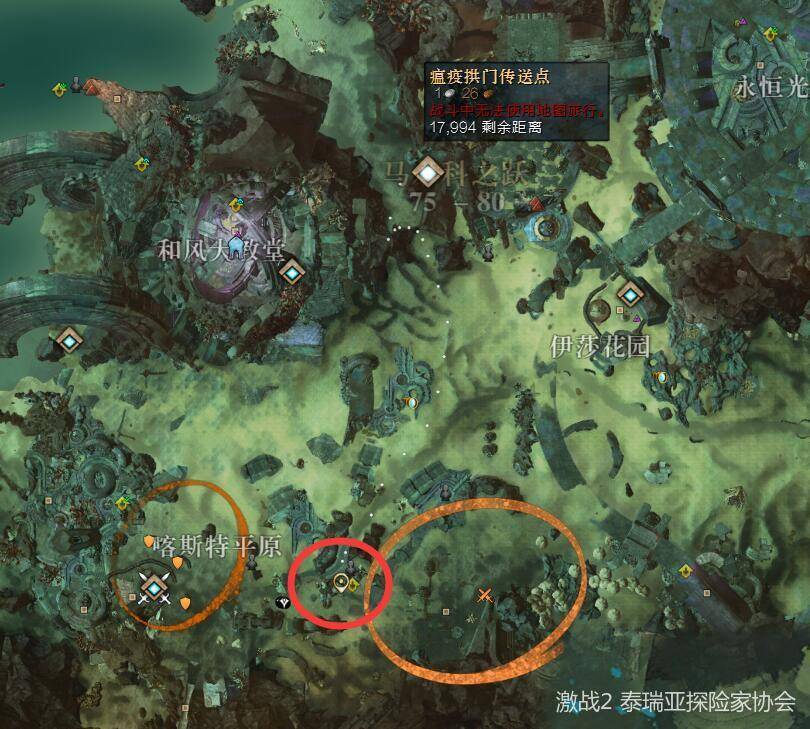 瘟疫拱门传送点
1 26
战斗中无法使用地图旅行。
17,994 剩余距离
永恒光
马 科之跃
75 - 80
和风大 政堂
伊莎花园
喀斯特平原
激战2 泰瑞亚探险家协会